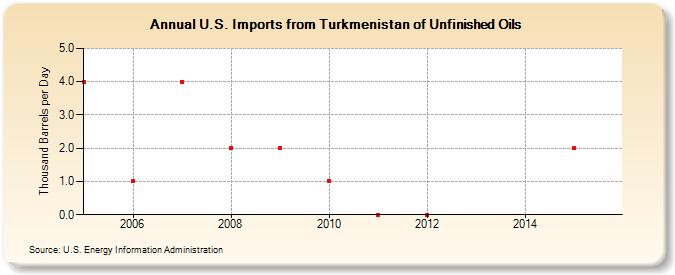 Annual U.S. Imports from Turkmenistan of Unfinished Oils
Thousand Barrels per Day
5.0
4.0
3.0
2.0
1.0
0.0
2006 2008 2010 2012 2014
Source: U.S. Energy Information Administration